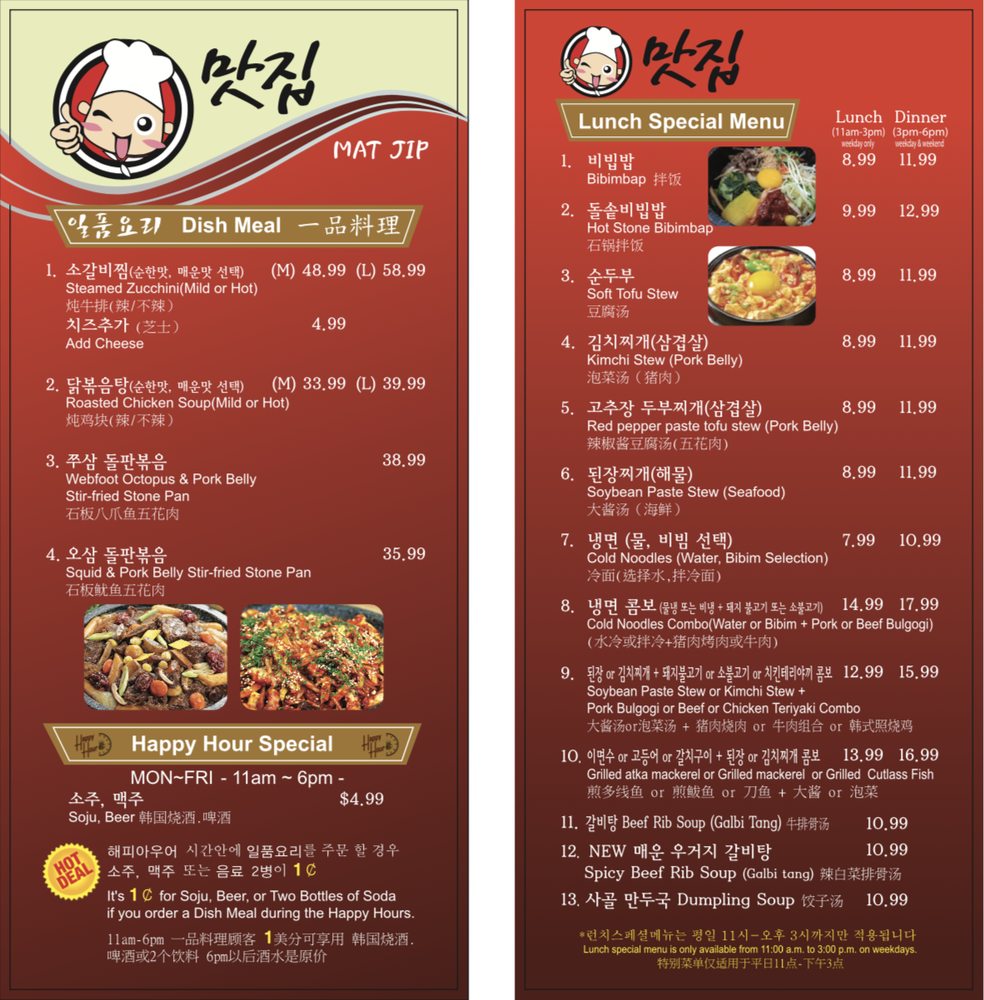 맛집
MAT JIP
일품요리 Dish Meal 一品料理
1. 소갈비찜(순한맛, 매운맛 선택) (M) 48.99 (L) 58.99
Steamed Zucchini(Mild or Hot)
炖牛排(辣/不辣)
치즈추가 (芝士) 4.99
Add Cheese
2. 닭볶음탕(순한맛, 매운맛 선택) (M) 33.99 (L) 39.99
Roasted Chicken Soup(Mild or Hot)
炖鸡块(辣/不辣)
3. 쭈삼 돌판볶음 38.99
Webfoot Octopus & Pork Belly
Stir-fried Stone Pan
石板八爪鱼五花肉
4. 오삼 돌판볶음 35.99
Squid & Pork Belly Stir-fried Stone Pan
石板鱿鱼五花肉
Happy Hour Happy Hour Special Happy Hour
MON~FRI - 11am ~ 6pm -
소주, 맥주 $4.99
Soju, Beer 韩国烧酒.啤酒
HOT DEAL
해피아우어 시간안에 일품요리를 주문 할 경우
소주, 맥주 또는 음료 2병이 1￠
It's 1￠ for Soju, Beer, or Two Bottles of Soda
if you order a Dish Meal during the Happy Hours.
11am-6pm 一品料理顾客 1美分可享用 韩国烧酒.
啤酒或2个饮料 6pm以后酒水是原价
맛집
Lunch Special Menu
Lunch Dinner
(11am-3pm) (3pm-6pm)
weekday only weekday & weekend
1. 비빔밥 8.99 11.99
Bibimbap 拌饭
2. 돌솥비빔밥 9.99 12.99
Hot Stone Bibimbap
石锅拌饭
3. 순두부 8.99 11.99
Soft Tofu Stew
豆腐汤
4. 김치찌개(삼겹살) 8.99 11.99
Kimchi Stew (Pork Belly)
泡菜汤 (猪肉)
5. 고추장 두부찌개(삼겹살) 8.99 11.99
Red pepper paste tofu stew (Pork Belly)
辣椒酱豆腐汤(五花肉)
6. 된장찌개(해물) 8.99 11.99
Soybean Paste Stew (Seafood)
大酱汤 (海鲜)
7. 냉면 (물, 비빔 선택) 7.99 10.99
Cold Noodles (Water, Bibim Selection)
冷面(选择水,拌冷面)
8. 냉면 콤보 (물냉 또는 비냉 + 돼지 불고기 또는 소불고기) 14.99 17.99
Cold Noodles Combo(Water or Bibim + Pork or Beef Bulgogi)
(水冷或拌冷+猪肉烤肉或牛肉)
9. 된장 or 김치찌개 + 돼지불고기 or 소불고기 or 치킨테리야끼 콤보 12.99 15.99
Soybean Paste Stew or Kimchi Stew +
Pork Bulgogi or Beef or Chicken Teriyaki Combo
大酱汤or泡菜汤 + 猪肉烧肉 or 牛肉组合 or 韩式照烧鸡
10. 이면수 or 고등어 or 갈치구이 + 된장 or 김치찌개 콤보 13.99 16.99
Grilled atka mackerel or Grilled mackerel or Grilled Cutlass Fish
煎多线鱼 or 煎鲅鱼 or 刀鱼 + 大酱 or 泡菜
11. 갈비탕 Beef Rib Soup (Galbi Tang) 牛排骨汤 10.99
12. NEW 매운 우거지 갈비탕 10.99
Spicy Beef Rib Soup (Galbi tang) 辣白菜排骨汤
13. 사골 만두국 Dumpling Soup 饺子汤 10.99
*런치스페셜메뉴는 평일 11시-오후 3시까지만 적용됩니다
Lunch special menu is only available from 11:00 a.m. to 3:00 p.m. on weekdays.
特别菜单仅适用于平日11点-下午3点